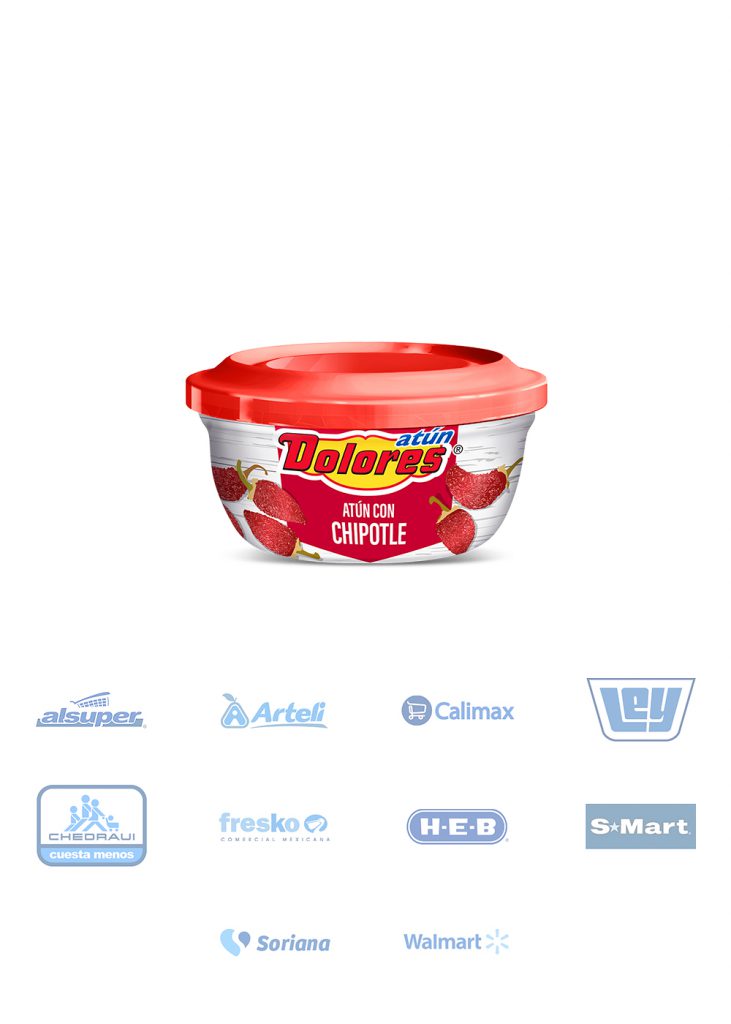 atún
Dolores®
ATÚN CON
CHIPOTLE
alsuper®
Arteli
Calimax
Ley
CHEDRAUI
cuesta menos
fresko
COMERCIAL MEXICANA
H-E-B®
S★Mart
Soriana
Walmart